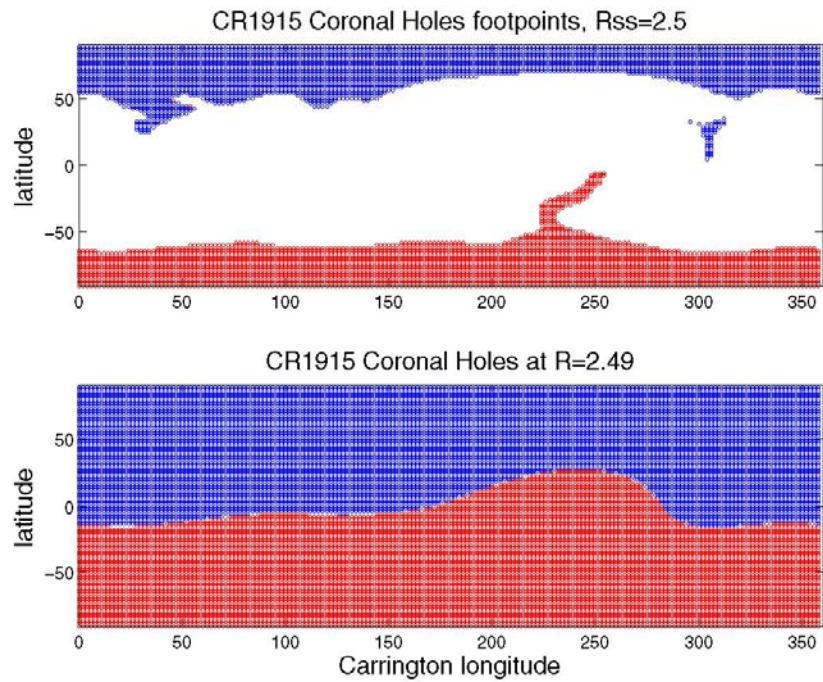 CR1915 Coronal Holes footpoints, Rss=2.5
latitude
50
0
−50
0 50 100 150 200 250 300 350
CR1915 Coronal Holes at R=2.49
latitude
50
0
−50
0 50 100 150 200 250 300 350
Carrington longitude